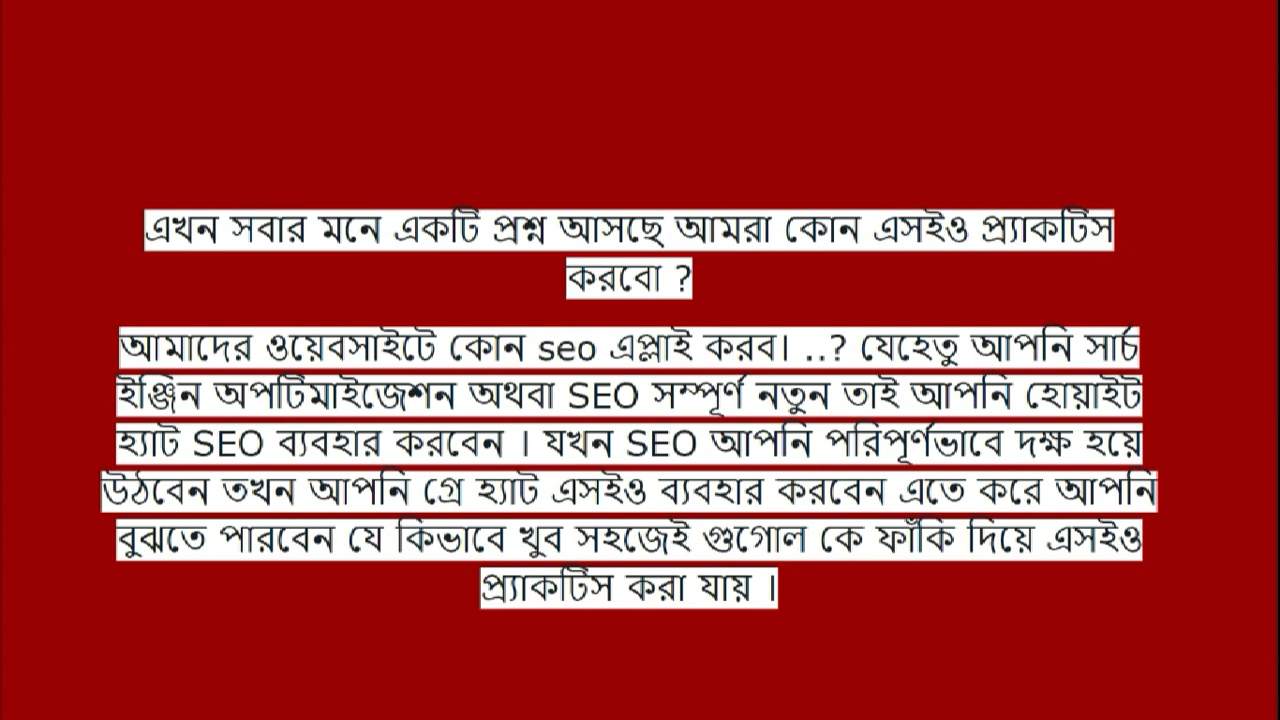 এখন সবার মনে একটি প্রশ্ন আসছে আমরা কোন এসইও প্র্যাকটিস
করবো ?
আমাদের ওয়েবসাইটে কোন seo এপ্লাই করব। ..? যেহেতু আপনি সার্চ
ইঞ্জিন অপটিমাইজেশন অথবা SEO সম্পূর্ণ নতুন তাই আপনি হোয়াইট
হ্যাট SEO ব্যবহার করবেন । যখন SEO আপনি পরিপূর্ণভাবে দক্ষ হয়ে
উঠবেন তখন আপনি গ্রে হ্যাট এসইও ব্যবহার করবেন এতে করে আপনি
বুঝতে পারবেন যে কিভাবে খুব সহজেই গুগোল কে ফাঁকি দিয়ে এসইও
প্র্যাকটিস করা যায় ।